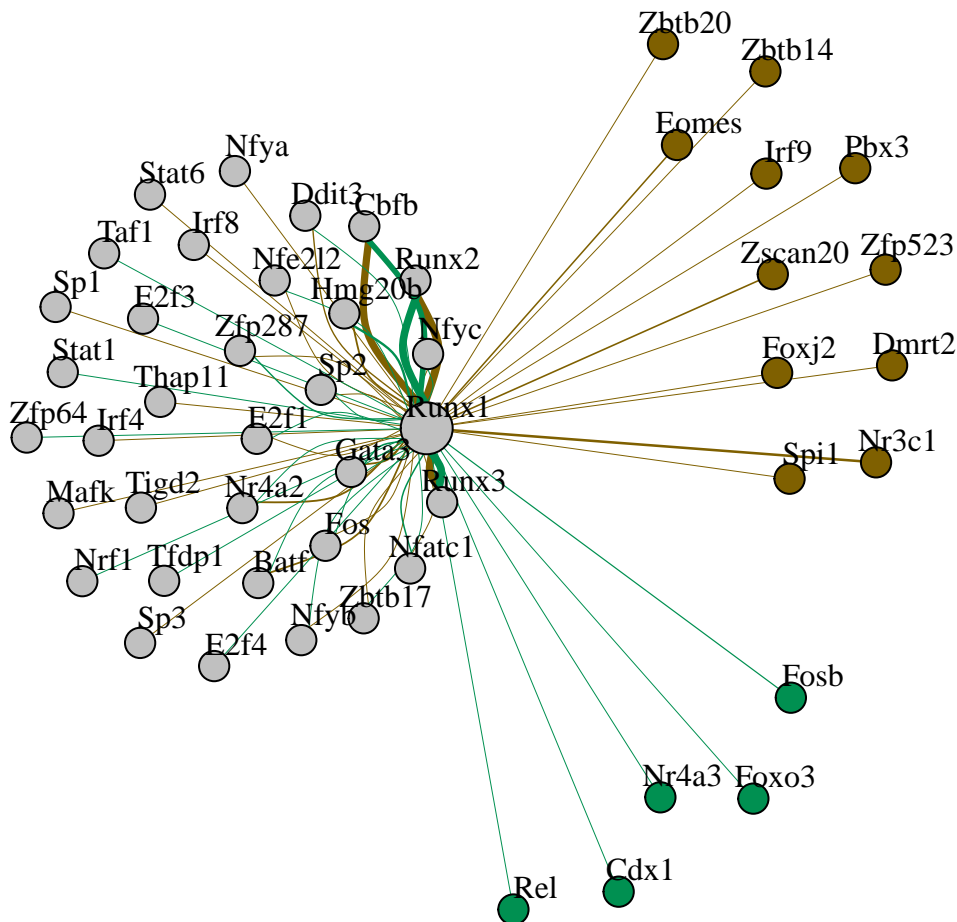 Zbtb20
Zbtb14
Eomes
Nfya
Irf9
Pbx3
Stat6
Ddit3
Cbfb
Taf1
Irf8
Nfe2l2
Runx2
Zscan20
Zfp523
Sp1
E2f3
Hmg20b
Zfp287
Nfyc
Stat1
Thap11
Sp2
Foxj2
Dmrt2
Zfp64
Irf4
E2f1
Runx1
Gata3
Spi1
Nr3c1
Mafk
Tigd2
Nr4a2
Runx3
Fos
Nrf1
Tfdp1
Batf
Nfatc1
Sp3
E2f4
Nfyb
Zbtb17
Fosb
Nr4a3
Foxo3
Rel
Cdx1